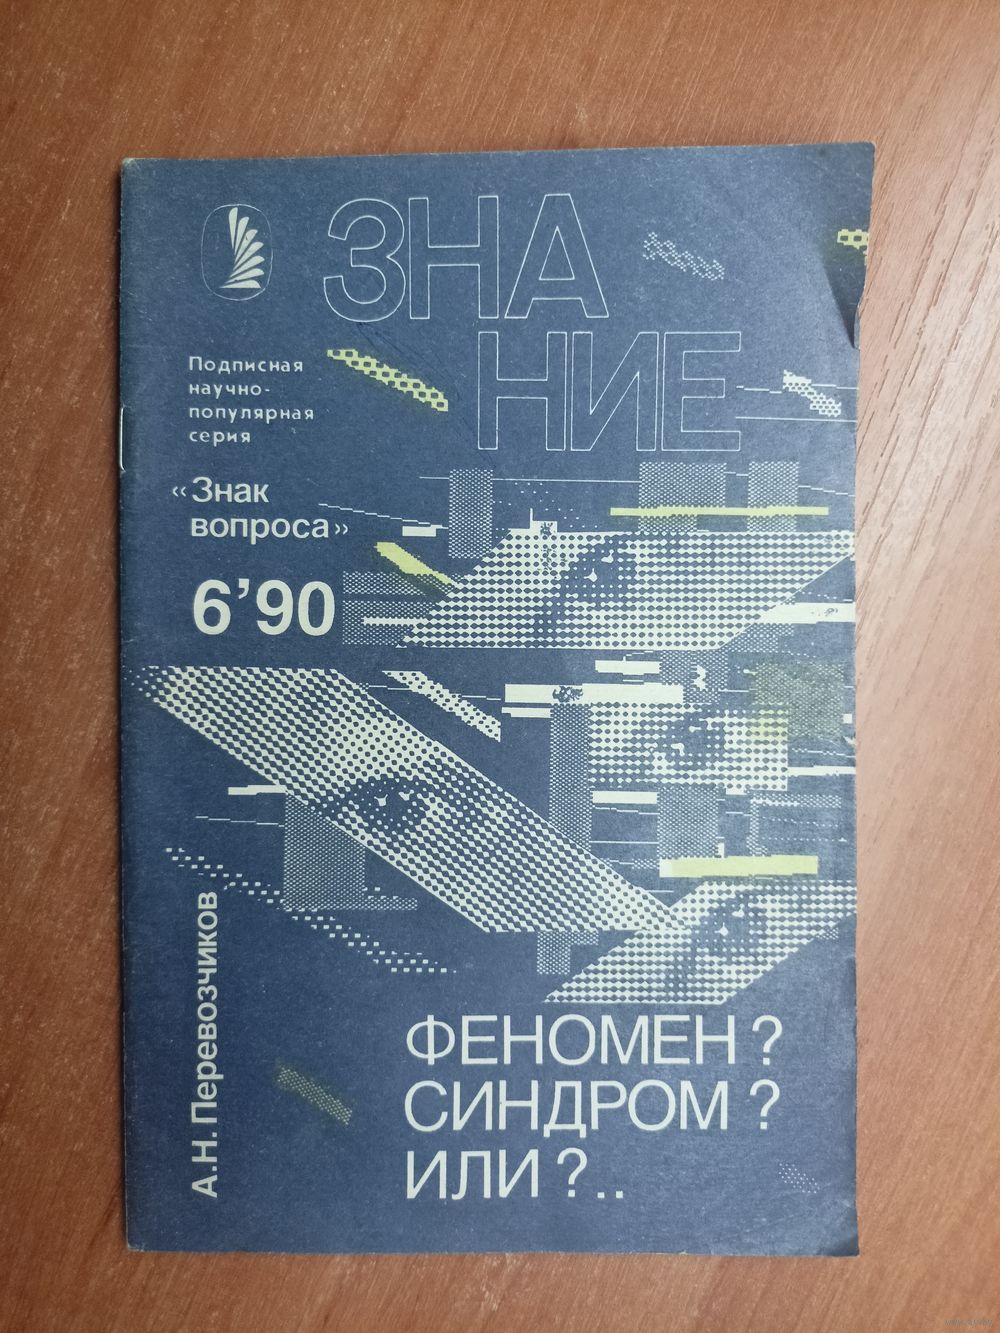 ЗНА
НИЕ
Подписная
научно-
популярная
серия
«Знак
вопроса»
6’90
А.Н. Перевозчиков
ФЕНОМЕН?
СИНДРОМ?
ИЛИ?..